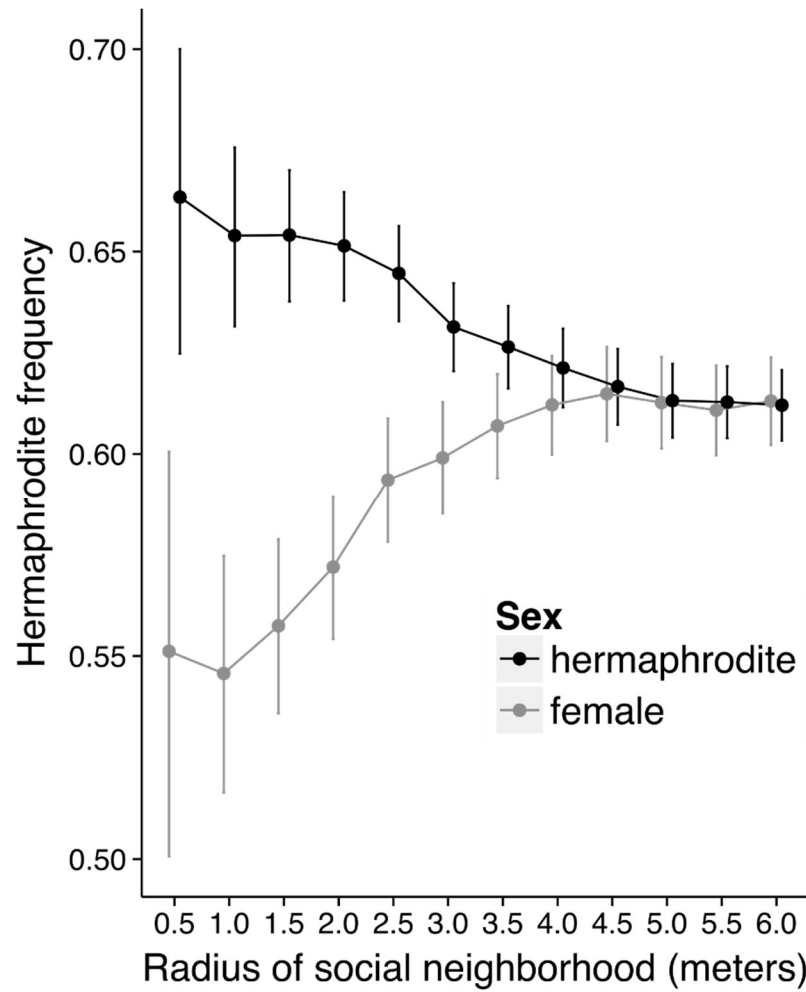 0.70
0.65
0.60
0.55
0.50
Hermaphrodite frequency
Sex
hermaphrodite
female
0.5 1.0 1.5 2.0 2.5 3.0 3.5 4.0 4.5 5.0 5.5 6.0
Radius of social neighborhood (meters)